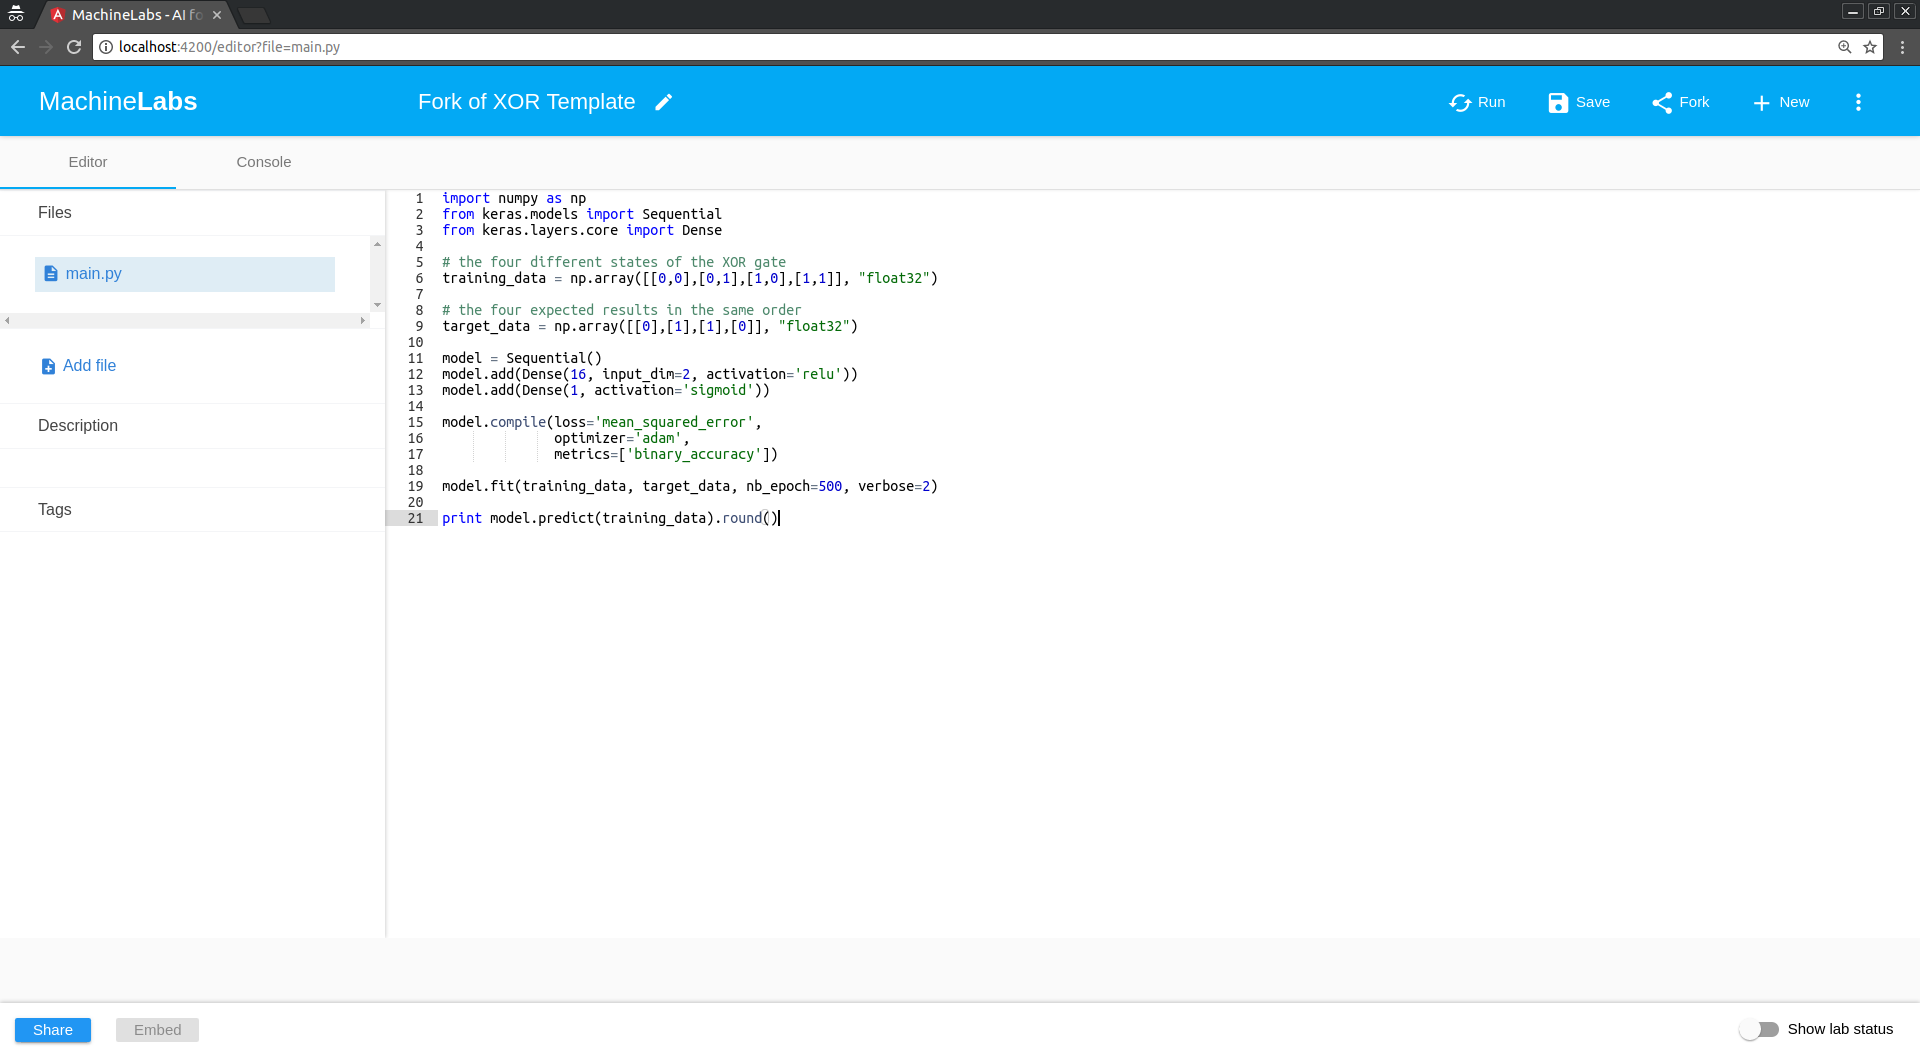 MachineLabs - AI fo
localhost:4200/editor?file=main.py
MachineLabs
Fork of XOR Template
Run
Save
Fork
New
Editor
Console
Files
main.py
Add file
Description
Tags
1 import numpy as np
2 from keras.models import Sequential
3 from keras.layers.core import Dense
4
5 # the four different states of the XOR gate
6 training_data = np.array([[0,0],[0,1],[1,0],[1,1]], "float32")
7
8 # the four expected results in the same order
9 target_data = np.array([[0],[1],[1],[0]], "float32")
10
11 model = Sequential()
12 model.add(Dense(16, input_dim=2, activation='relu'))
13 model.add(Dense(1, activation='sigmoid'))
14
15 model.compile(loss='mean_squared_error',
16               optimizer='adam',
17               metrics=['binary_accuracy'])
18
19 model.fit(training_data, target_data, nb_epoch=500, verbose=2)
20
21 print model.predict(training_data).round()
Share
Embed
Show lab status